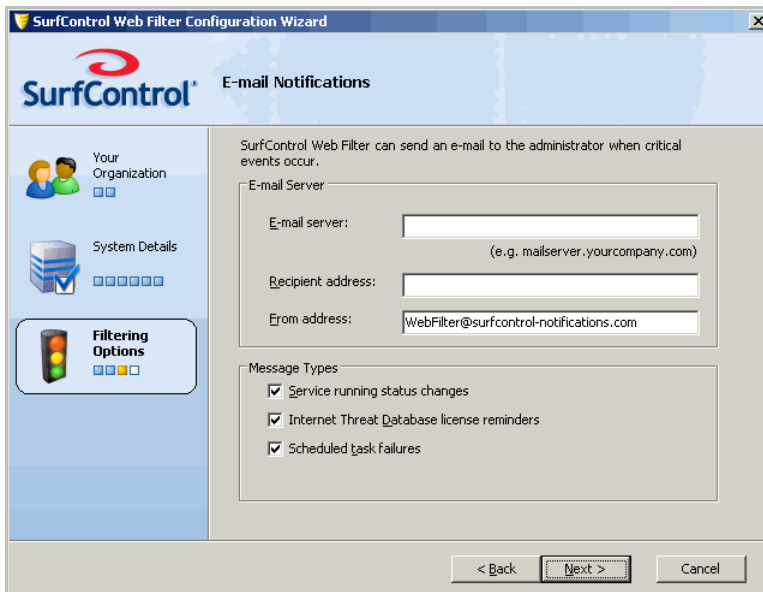 SurfControl Web Filter Configuration Wizard
SurfControl
E-mail Notifications
Your
Organization
System Details
Filtering
Options
SurfControl Web Filter can send an e-mail to the administrator when critical
events occur.
E-mail Server
E-mail server:
(e.g. mailserver.yourcompany.com)
Recipient address:
From address:
WebFilter@surfcontrol-notifications.com
Message Types
Service running status changes
Internet Threat Database license reminders
Scheduled task failures
< Back
Next >
Cancel